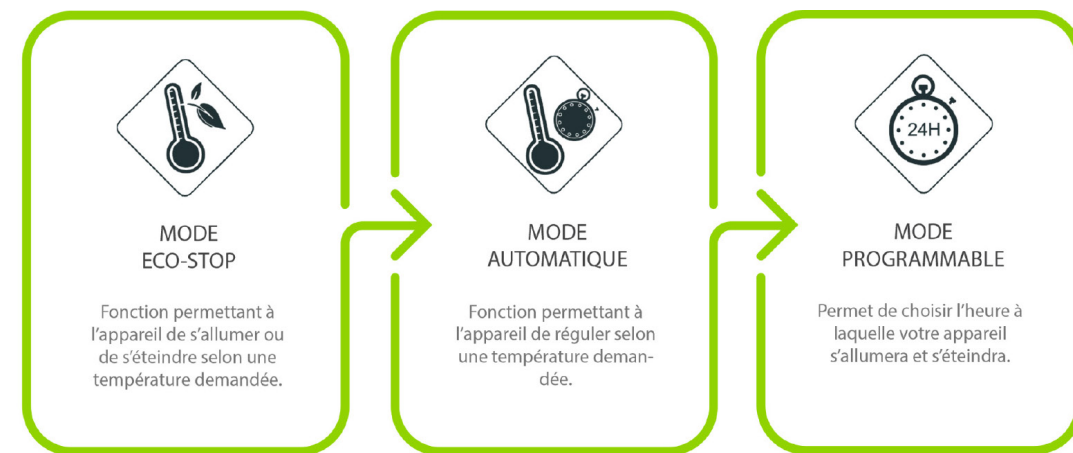 MODE
ECO-STOP
Fonction permettant à
l'appareil de s'allumer ou
de s'éteindre selon une
température demandée.
MODE
AUTOMATIQUE
Fonction permettant à
l'appareil de réguler selon
une température deman-
dée.
24H
MODE
PROGRAMMABLE
Permet de choisir l'heure à
laquelle votre appareil
s'allumera et s'éteindra.